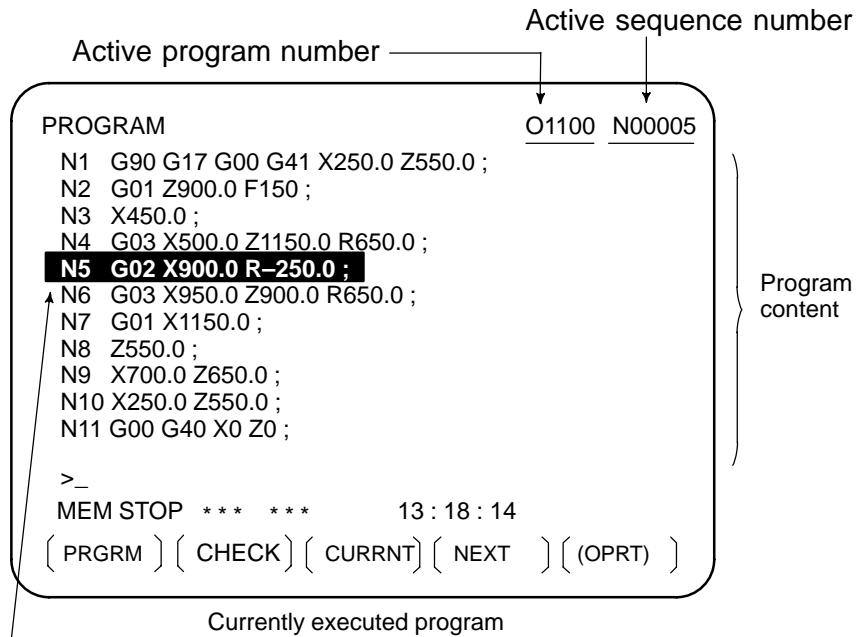 Active sequence number
Active program number
PROGRAM O1100 N00005
N1 G90 G17 G00 G41 X250.0 Z550.0 ;
N2 G01 Z900.0 F150 ;
N3 X450.0 ;
N4 G03 X500.0 Z1150.0 R650.0 ;
N5 G02 X900.0 R–250.0 ;
N6 G03 X950.0 Z900.0 R650.0 ;
N7 G01 X1150.0 ;
N8 Z550.0 ;
N9 X700.0 Z650.0 ;
N10 X250.0 Z550.0 ;
N11 G00 G40 X0 Z0 ;
Program
content
>_
MEM STOP * * * * * * 13 : 18 : 14
[ PRGRM ] [ CHECK ] [ CURRNT ] [ NEXT ] [ (OPRT) ]
Currently executed program